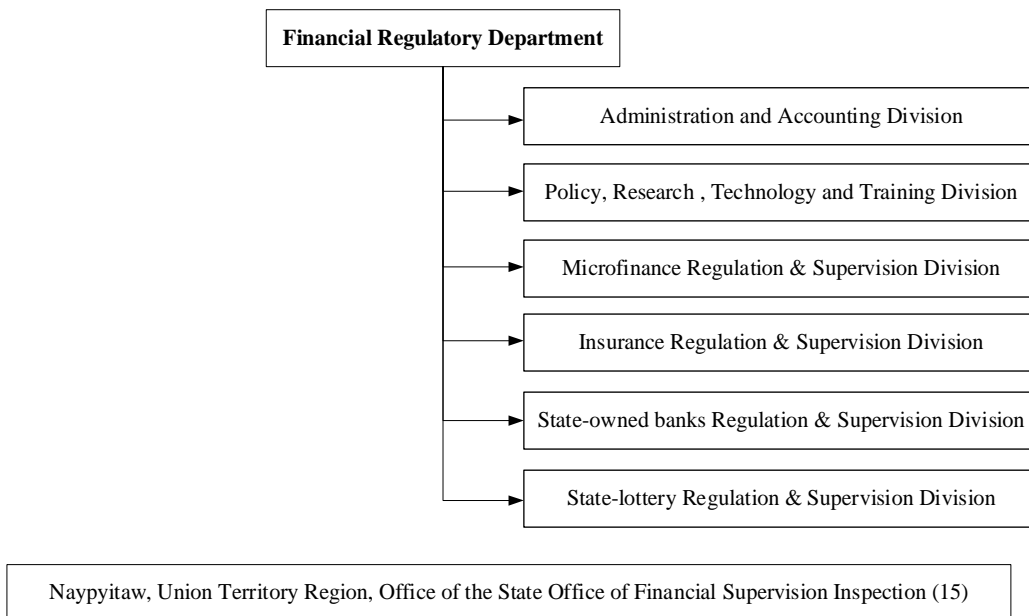 Financial Regulatory Department
Administration and Accounting Division
Policy, Research , Technology and Training Division
Microfinance Regulation & Supervision Division
Insurance Regulation & Supervision Division
State-owned banks Regulation & Supervision Division
State-lottery Regulation & Supervision Division
Naypyitaw, Union Territory Region, Office of the State Office of Financial Supervision Inspection (15)